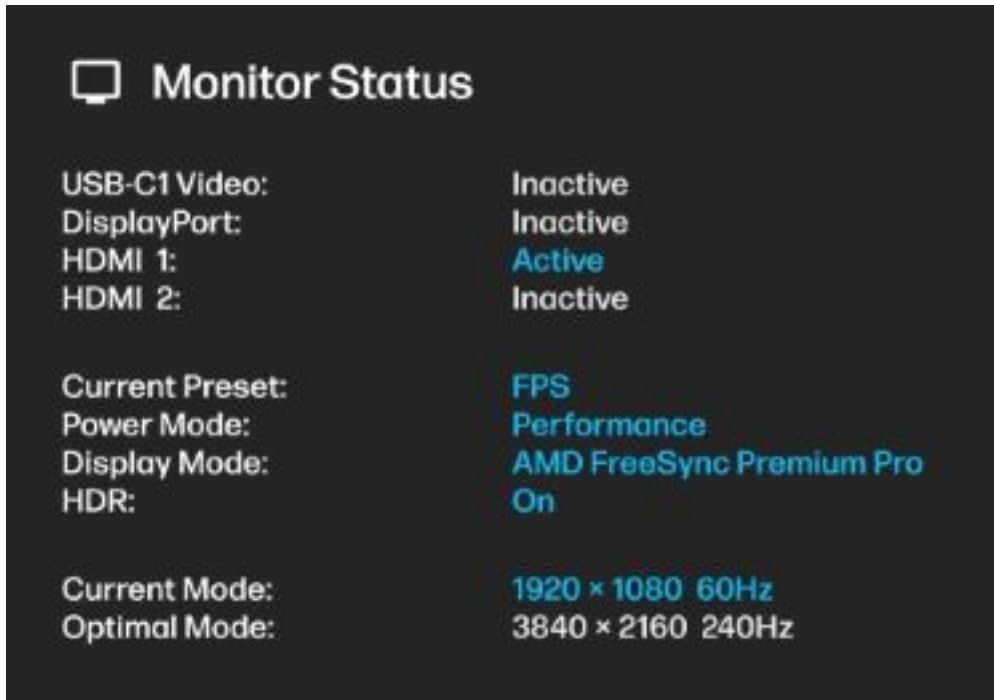 Monitor Status
USB-C1 Video: Inactive
DisplayPort: Inactive
HDMI 1: Active
HDMI 2: Inactive
Current Preset: FPS
Power Mode: Performance
Display Mode: AMD FreeSync Premium Pro
HDR: On
Current Mode: 1920 × 1080 60Hz
Optimal Mode: 3840 × 2160 240Hz